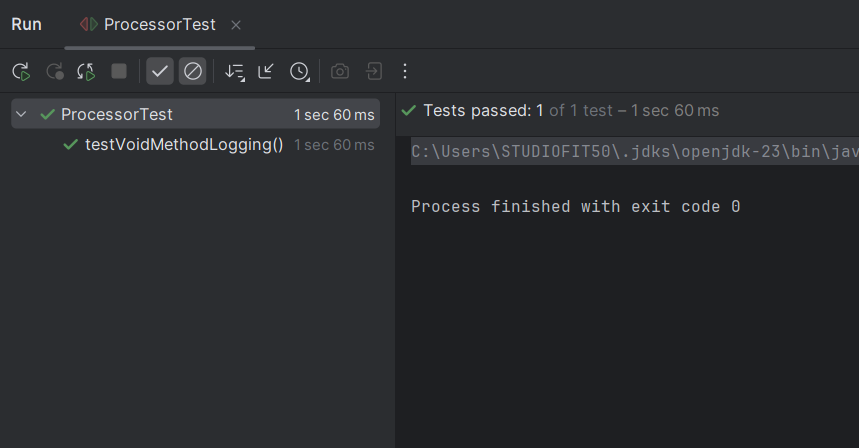 Run ProcessorTest
ProcessorTest 1 sec 60 ms
testVoidMethodLogging() 1 sec 60 ms
Tests passed: 1 of 1 test – 1 sec 60 ms
C:\Users\STUDIOFIT50\.jdks\openjdk-23\bin\jav
Process finished with exit code 0